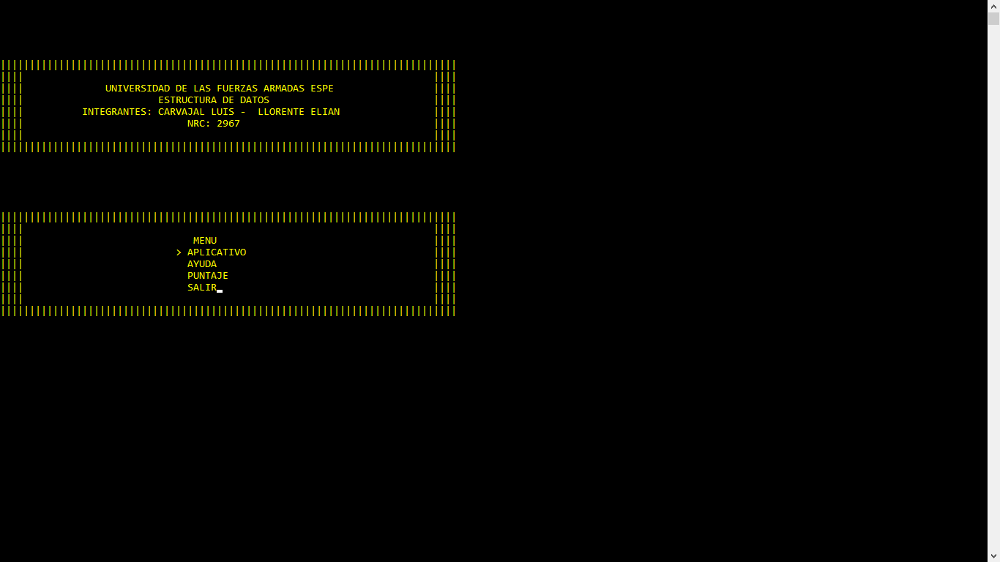 UNIVERSIDAD DE LAS FUERZAS ARMADAS ESPE
ESTRUCTURA DE DATOS
INTEGRANTES: CARVAJAL LUIS -  LLORENTE ELIAN
NRC: 2967
MENU
> APLICATIVO
AYUDA
PUNTAJE
SALIR